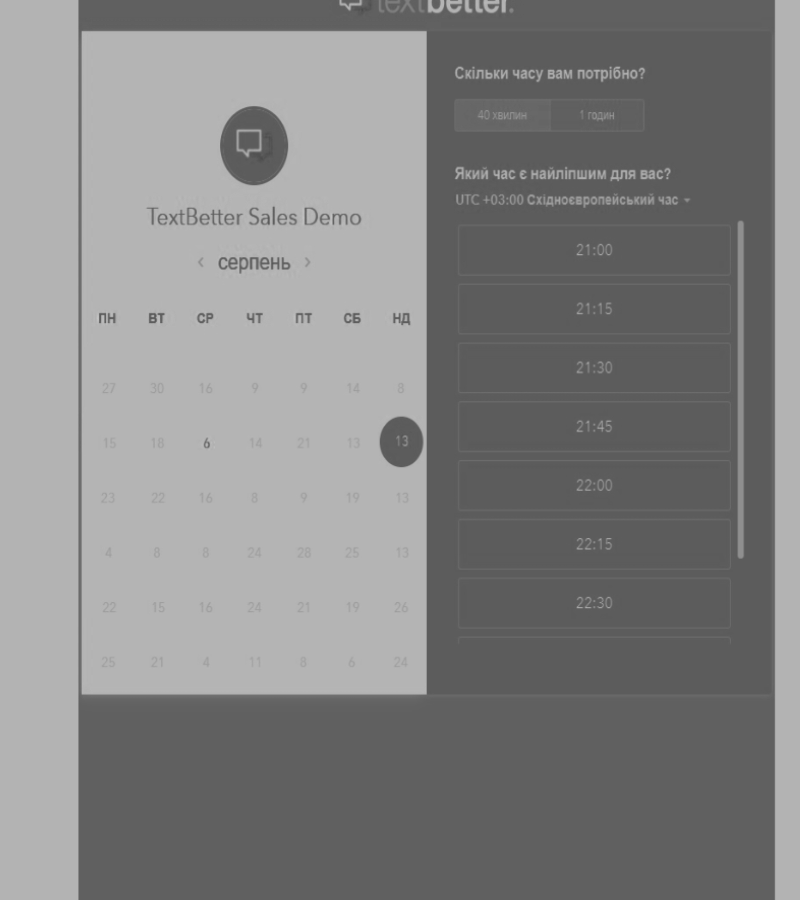 textbetter.
TextBetter Sales Demo
‹ серпень ›
ПН ВТ СР ЧТ ПТ СБ НД
27 30 16 9 9 14 8
15 18 6 14 21 13 13
23 22 16 8 9 19 13
4 8 8 24 28 25 13
22 15 16 24 21 19 26
25 21 4 11 8 6 24
Скільки часу вам потрібно?
40 хвилин 1 годин
Який час є найліпшим для вас?
UTC +03:00 Східноєвропейський час
21:00
21:15
21:30
21:45
22:00
22:15
22:30